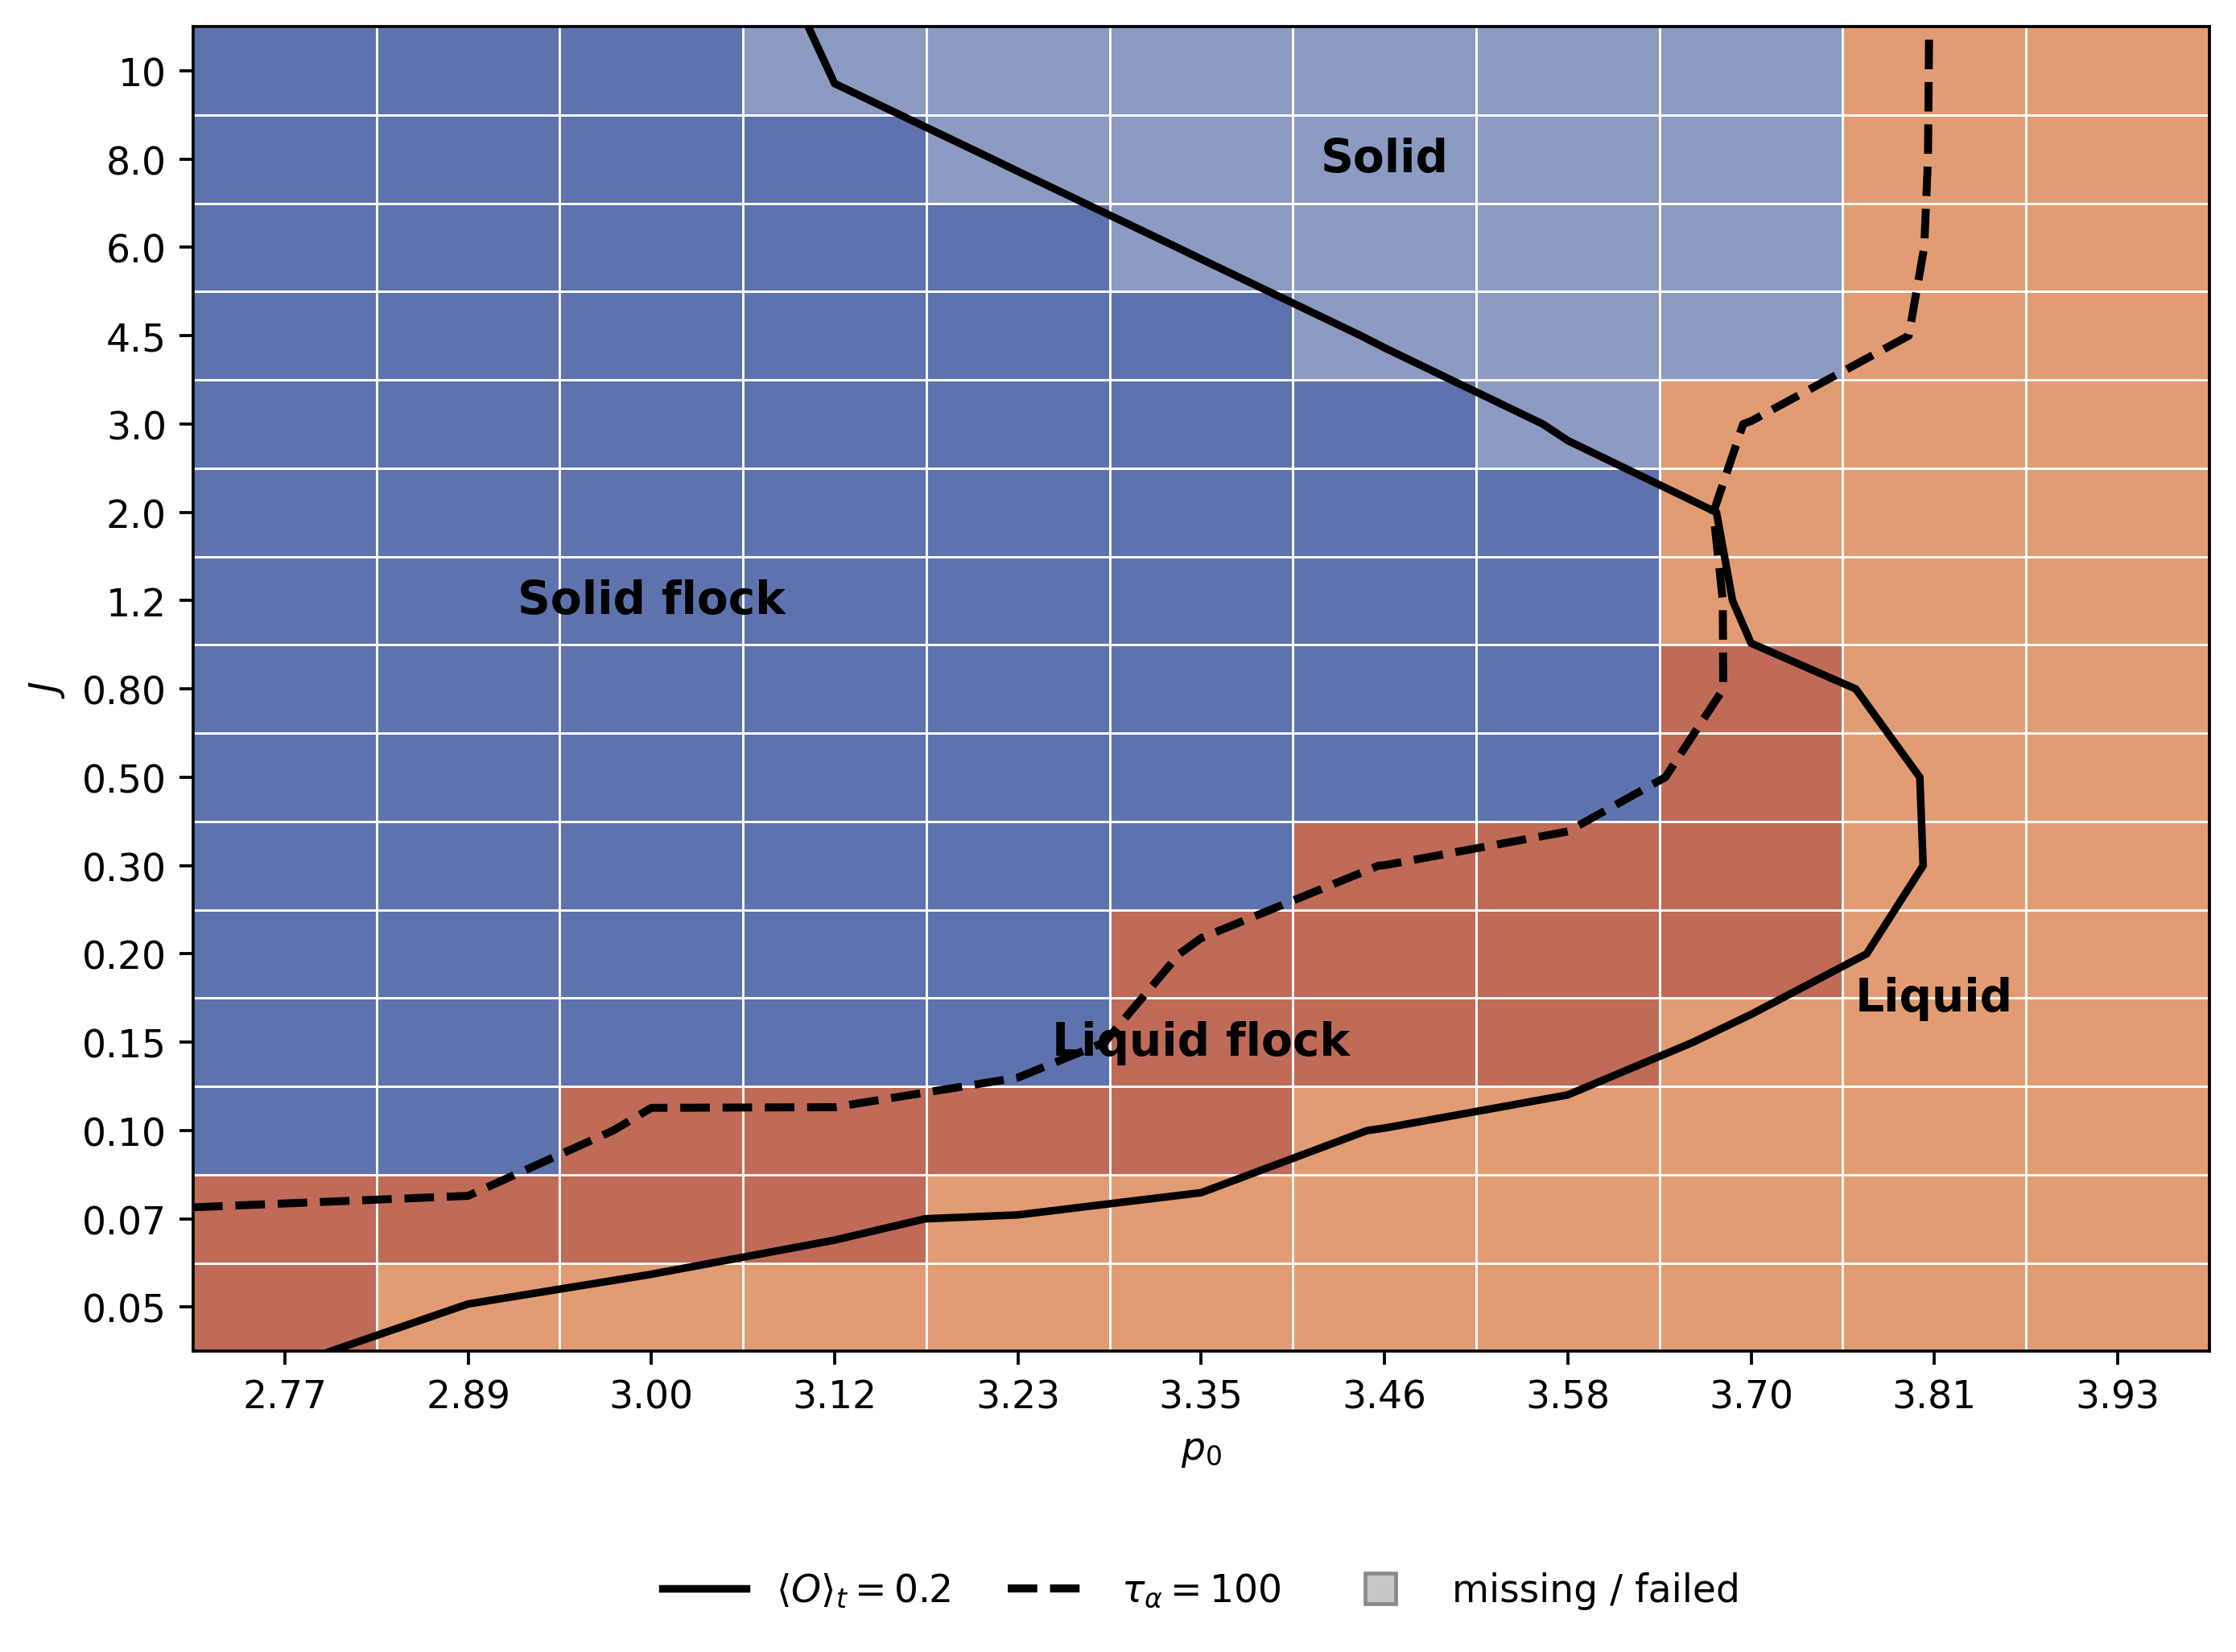 10
8.0
6.0
4.5
3.0
2.0
1.2
0.80
0.50
0.30
0.20
0.15
0.10
0.07
0.05
J
Solid
Solid flock
Liquid
Liquid flock
2.77 2.89 3.00 3.12 3.23 3.35 3.46 3.58 3.70 3.81 3.93
p₀
⟨O⟩ₜ = 0.2 τ_α = 100 missing / failed